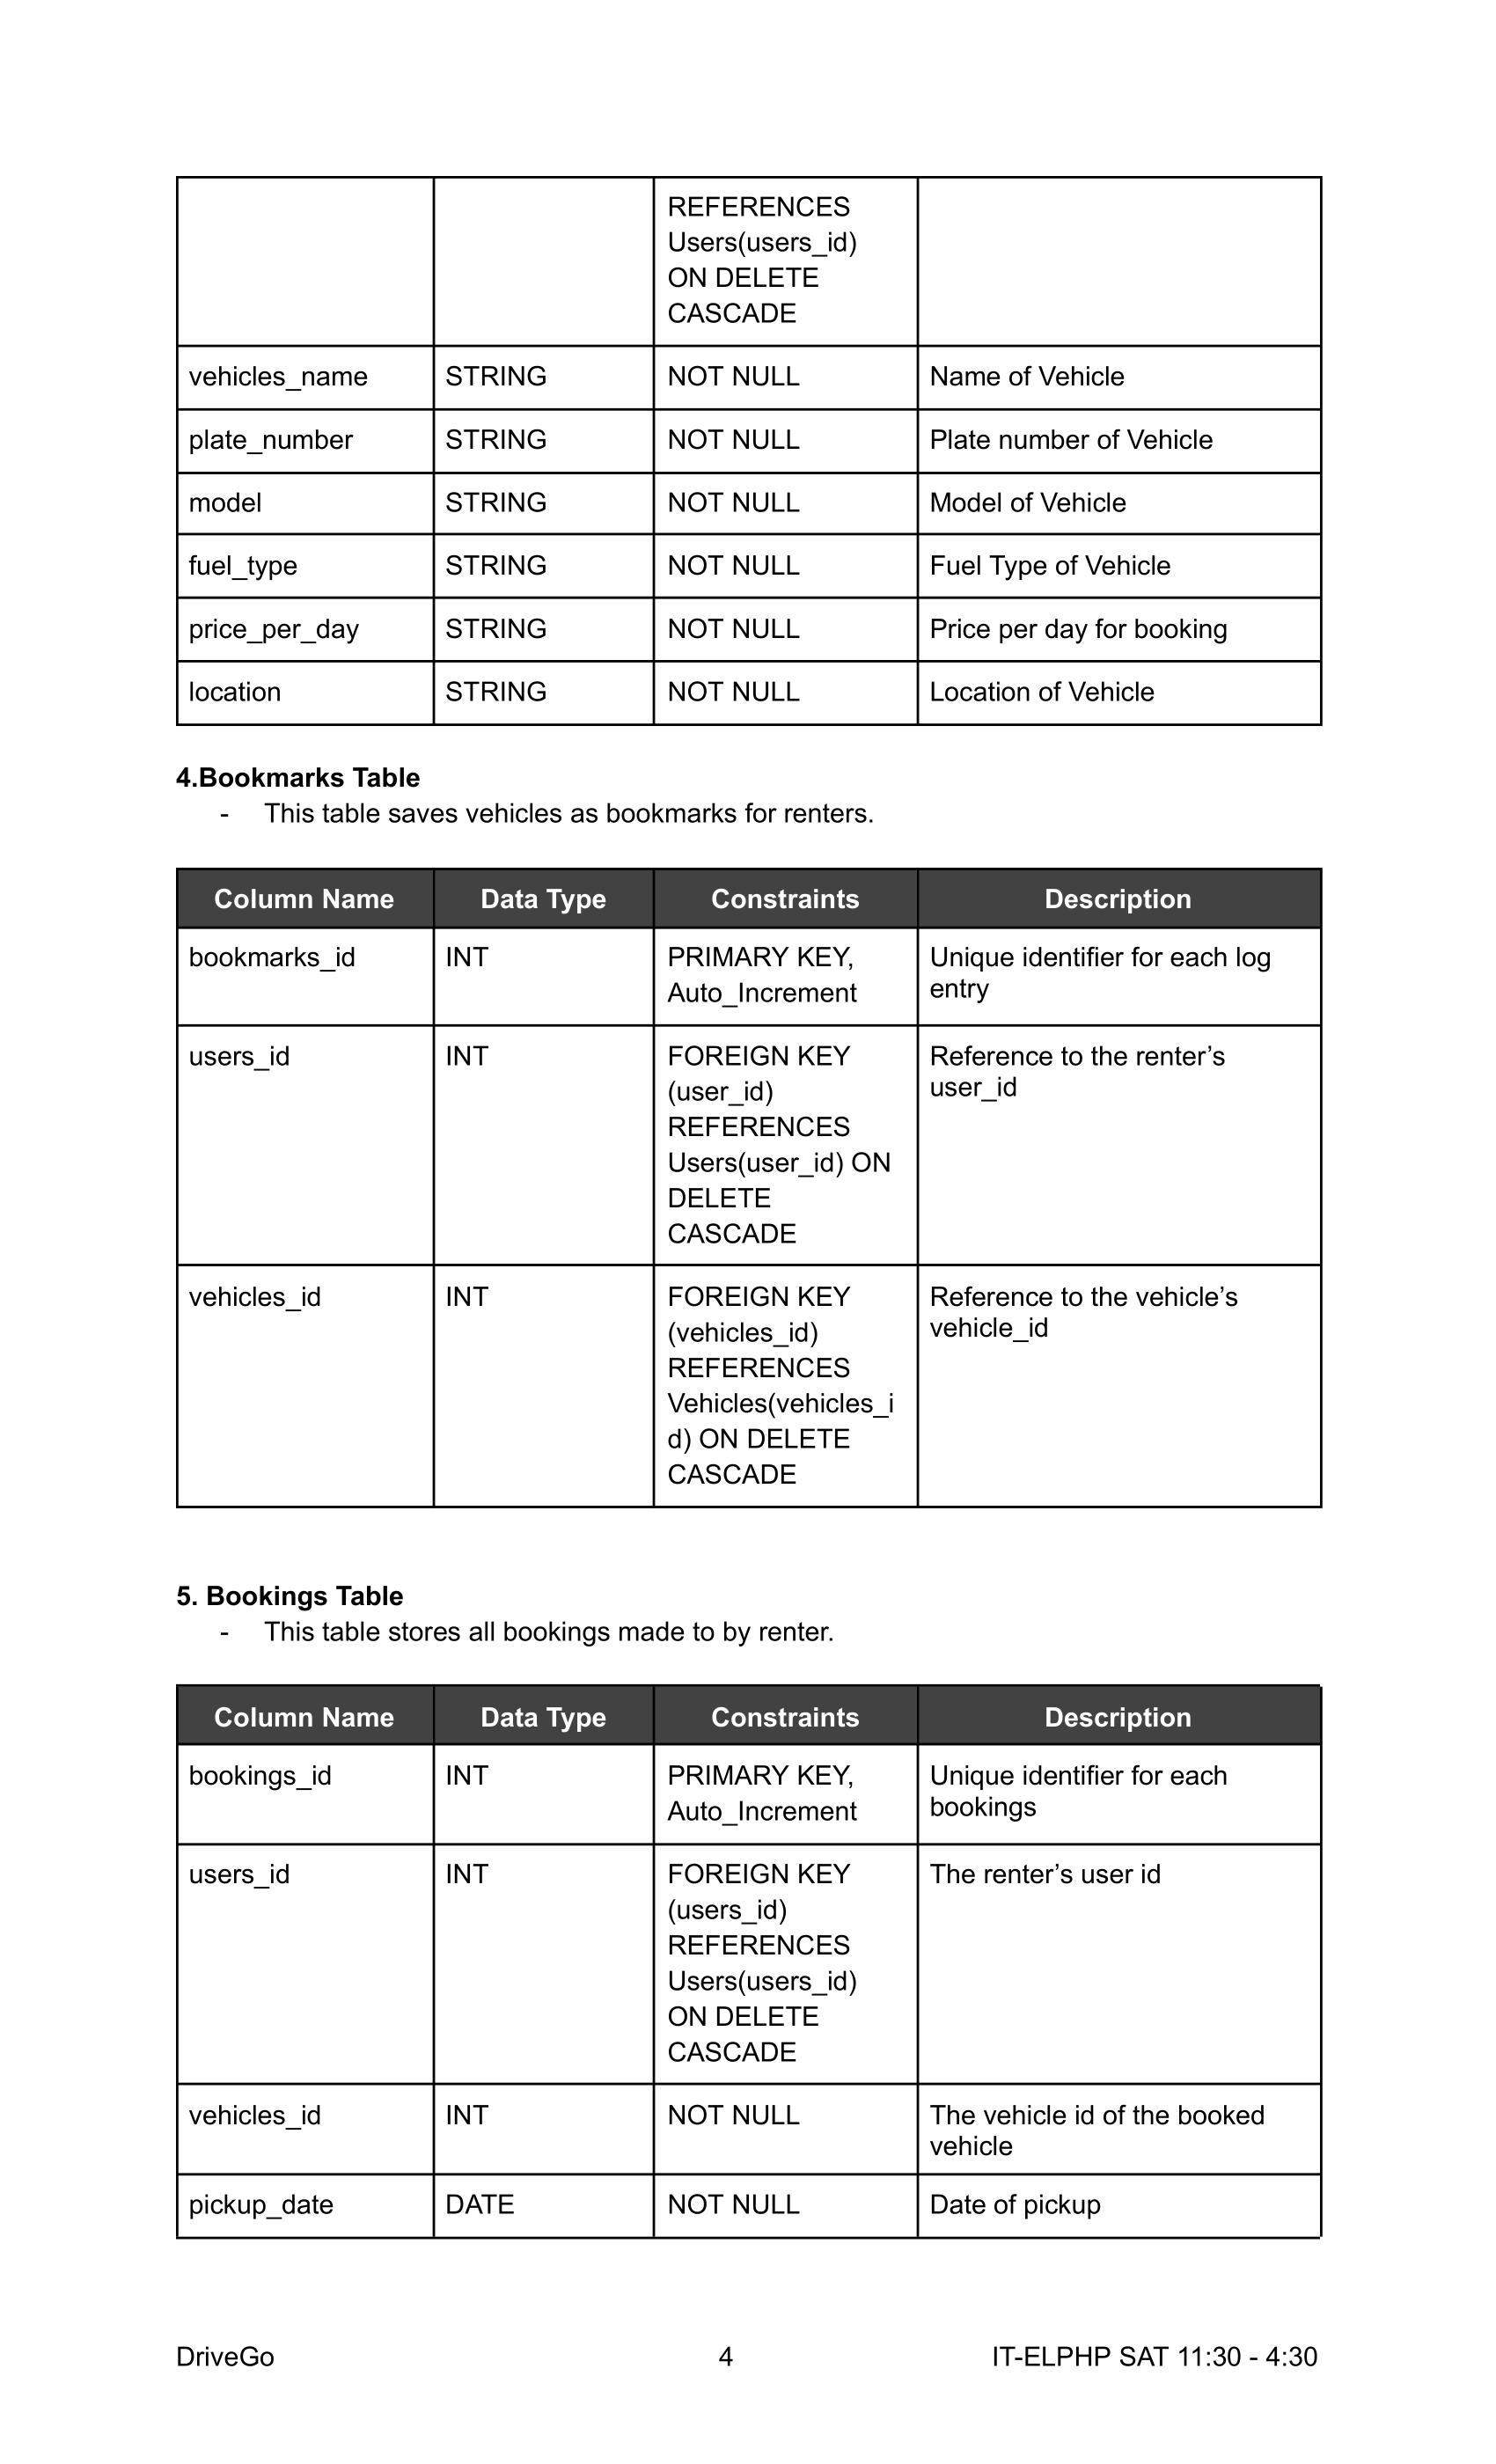 REFERENCES
Users(users_id)
ON DELETE
CASCADE
vehicles_name STRING NOT NULL Name of Vehicle
plate_number STRING NOT NULL Plate number of Vehicle
model STRING NOT NULL Model of Vehicle
fuel_type STRING NOT NULL Fuel Type of Vehicle
price_per_day STRING NOT NULL Price per day for booking
location STRING NOT NULL Location of Vehicle
4.Bookmarks Table
- This table saves vehicles as bookmarks for renters.
Column Name Data Type Constraints Description
bookmarks_id INT PRIMARY KEY, Unique identifier for each log
Auto_Increment entry
users_id INT FOREIGN KEY Reference to the renter’s
(user_id) user_id
REFERENCES
Users(user_id) ON
DELETE
CASCADE
vehicles_id INT FOREIGN KEY Reference to the vehicle’s
(vehicles_id) vehicle_id
REFERENCES
Vehicles(vehicles_i
d) ON DELETE
CASCADE
5. Bookings Table
- This table stores all bookings made to by renter.
Column Name Data Type Constraints Description
bookings_id INT PRIMARY KEY, Unique identifier for each
Auto_Increment bookings
users_id INT FOREIGN KEY The renter’s user id
(users_id)
REFERENCES
Users(users_id)
ON DELETE
CASCADE
vehicles_id INT NOT NULL The vehicle id of the booked
vehicle
pickup_date DATE NOT NULL Date of pickup
DriveGo 4 IT-ELPHP SAT 11:30 - 4:30